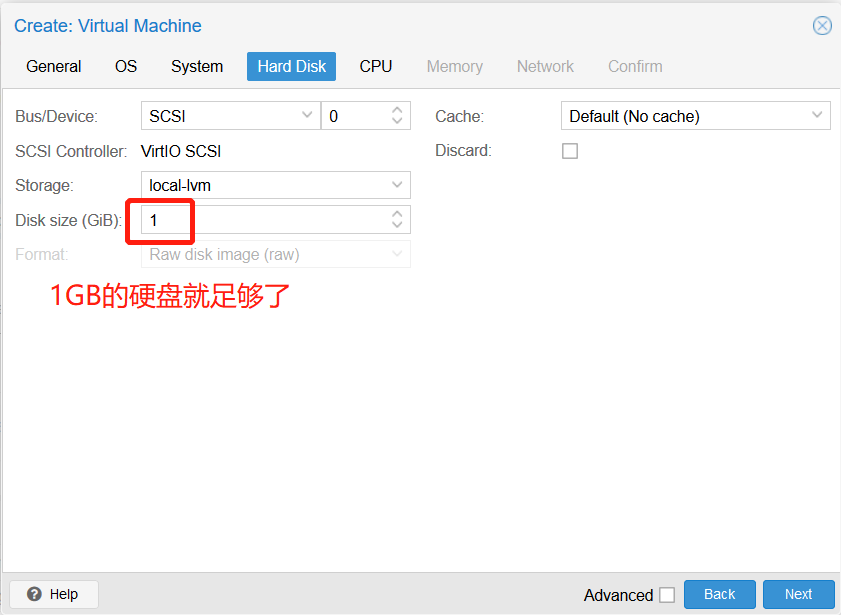 Create: Virtual Machine
General OS System Hard Disk CPU Memory Network Confirm
Bus/Device: SCSI 0 Cache: Default (No cache)
SCSI Controller: VirtIO SCSI Discard:
Storage: local-lvm
Disk size (GiB): 1
Format: Raw disk image (raw)
1GB的硬盘就足够了
? Help Advanced Back Next